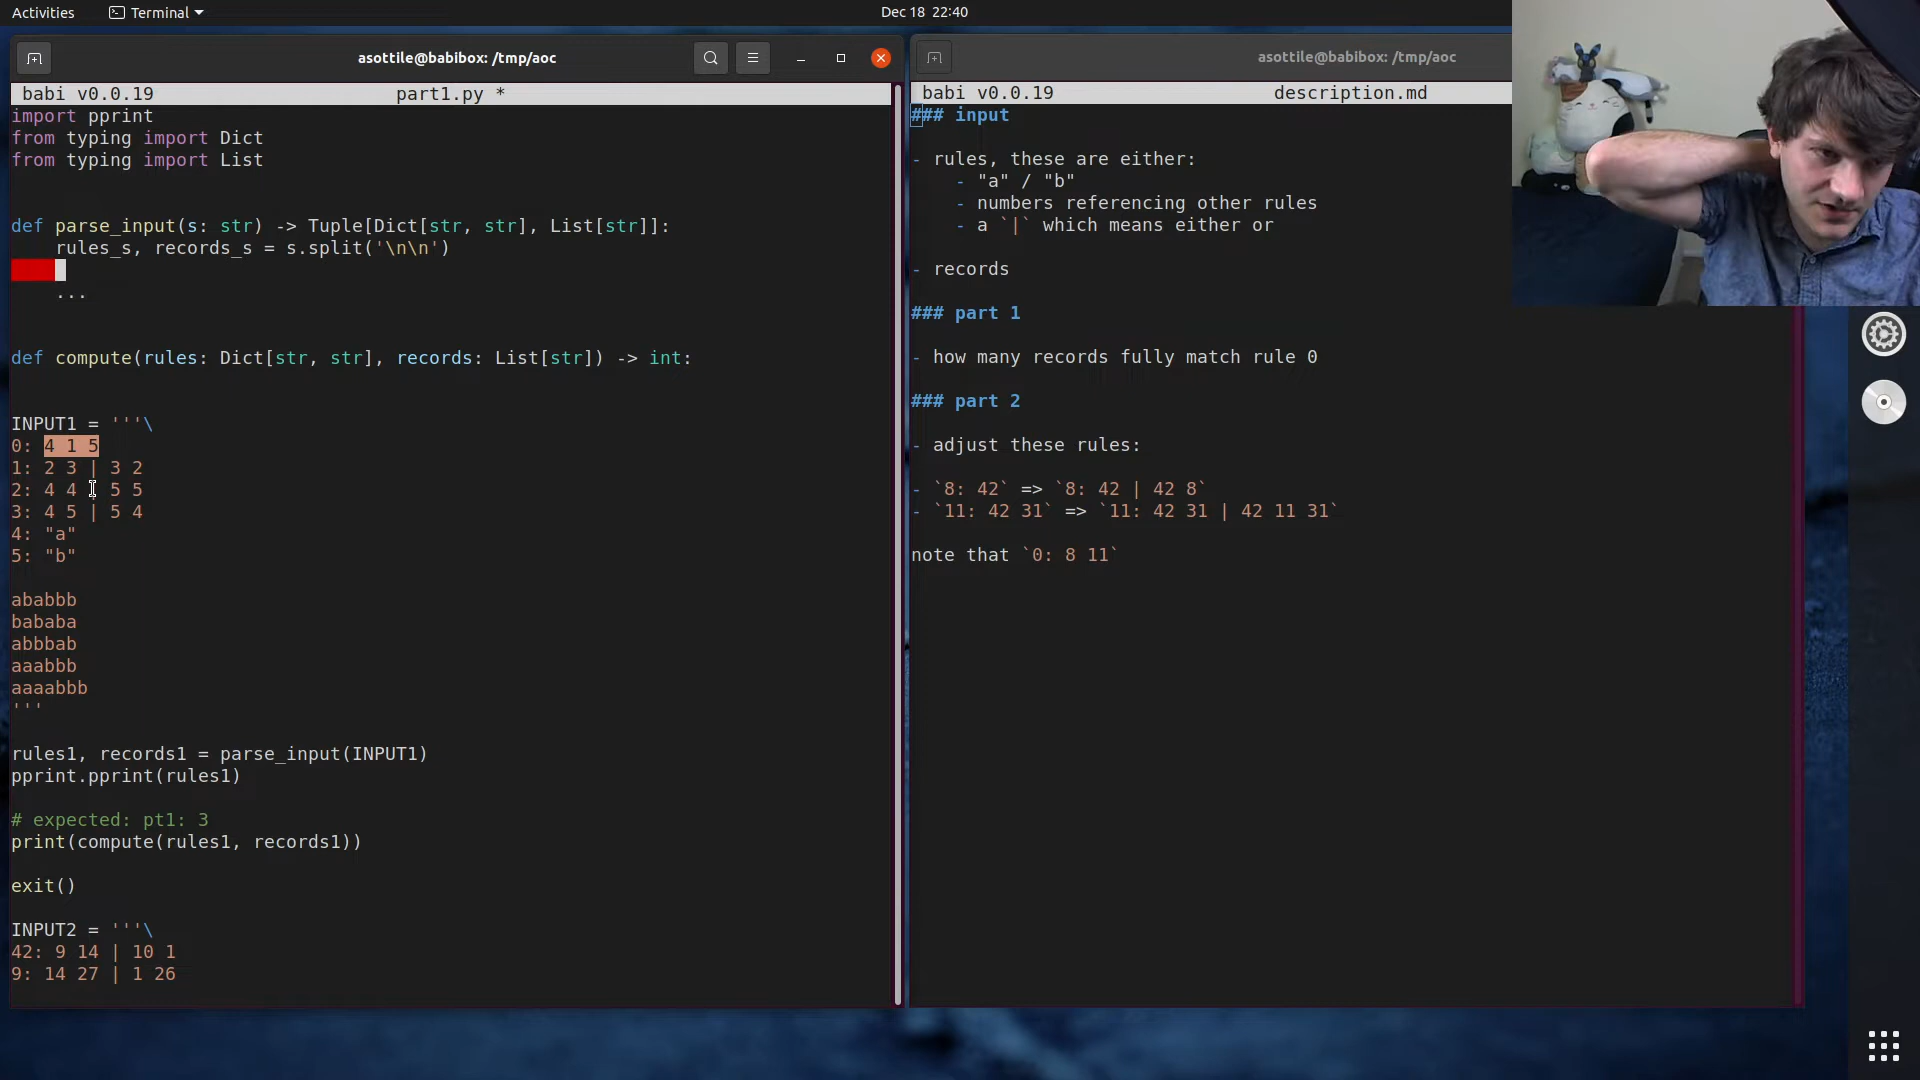 Activities
Terminal
Dec 18 22:40
asottile@babibox: /tmp/aoc
babi v0.0.19 part1.py *
import pprint
from typing import Dict
from typing import List
def parse_input(s: str) -> Tuple[Dict[str, str], List[str]]:
rules_s, records_s = s.split('\n\n')
...
def compute(rules: Dict[str, str], records: List[str]) -> int:
INPUT1 = '''\
0: 4 1 5
1: 2 3 | 3 2
2: 4 4 | 5 5
3: 4 5 | 5 4
4: "a"
5: "b"
ababbb
bababa
abbbab
aaabbb
aaaabbb
'''
rules1, records1 = parse_input(INPUT1)
pprint.pprint(rules1)
# expected: pt1: 3
print(compute(rules1, records1))
exit()
INPUT2 = '''\
42: 9 14 | 10 1
9: 14 27 | 1 26
asottile@babibox: /tmp/aoc
babi v0.0.19 description.md
### input
- rules, these are either:
- "a" / "b"
- numbers referencing other rules
- a `|` which means either or
- records
### part 1
- how many records fully match rule 0
### part 2
- adjust these rules:
- `8: 42` => `8: 42 | 42 8`
- `11: 42 31` => `11: 42 31 | 42 11 31`
note that `0: 8 11`